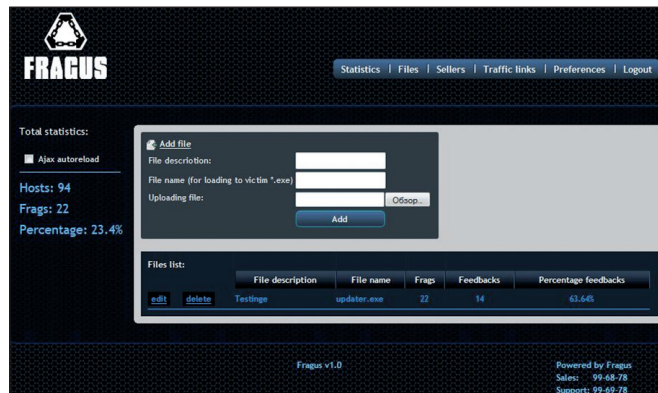 FRAGUS
Statistics | Files | Sellers | Traffic links | Preferences | Logout
Total statistics:
Ajax autoreload
Hosts: 94
Frags: 22
Percentage: 23.4%
Add file
File description:
File name (for loading to victim *.exe)
Uploading file:
Обзор...
Add
Files list:
File description File name Frags Feedbacks Percentage feedbacks
edit delete Testinge updater.exe 22 14 63.64%
Fragus v1.0
Powered by Fragus
Sales: 99-68-78
Support: 99-69-78